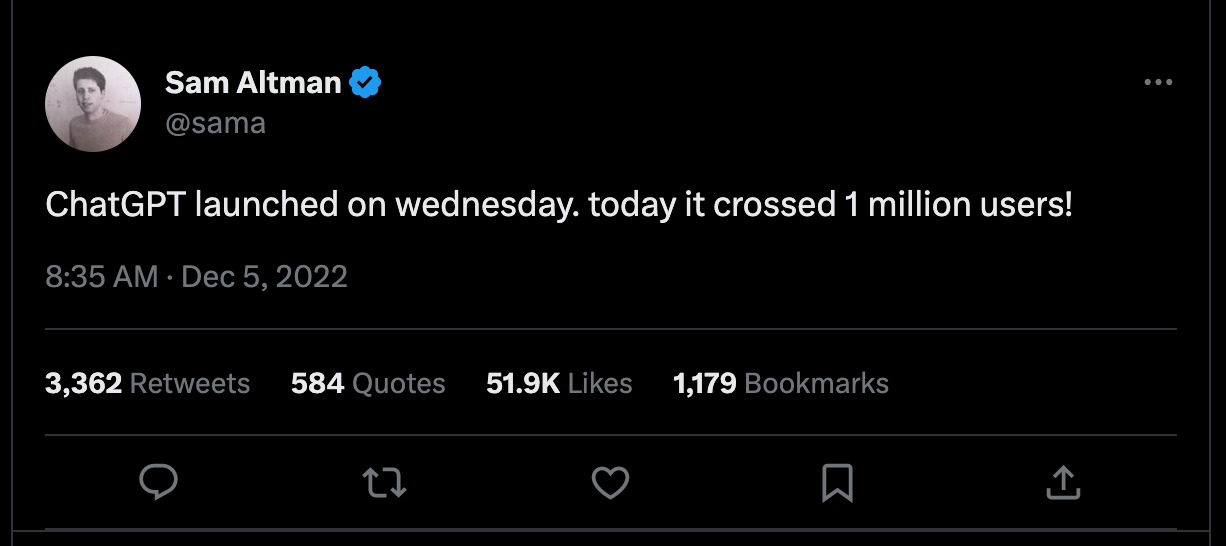 Sam Altman
@sama
ChatGPT launched on wednesday. today it crossed 1 million users!
8:35 AM · Dec 5, 2022
3,362 Retweets 584 Quotes 51.9K Likes 1,179 Bookmarks